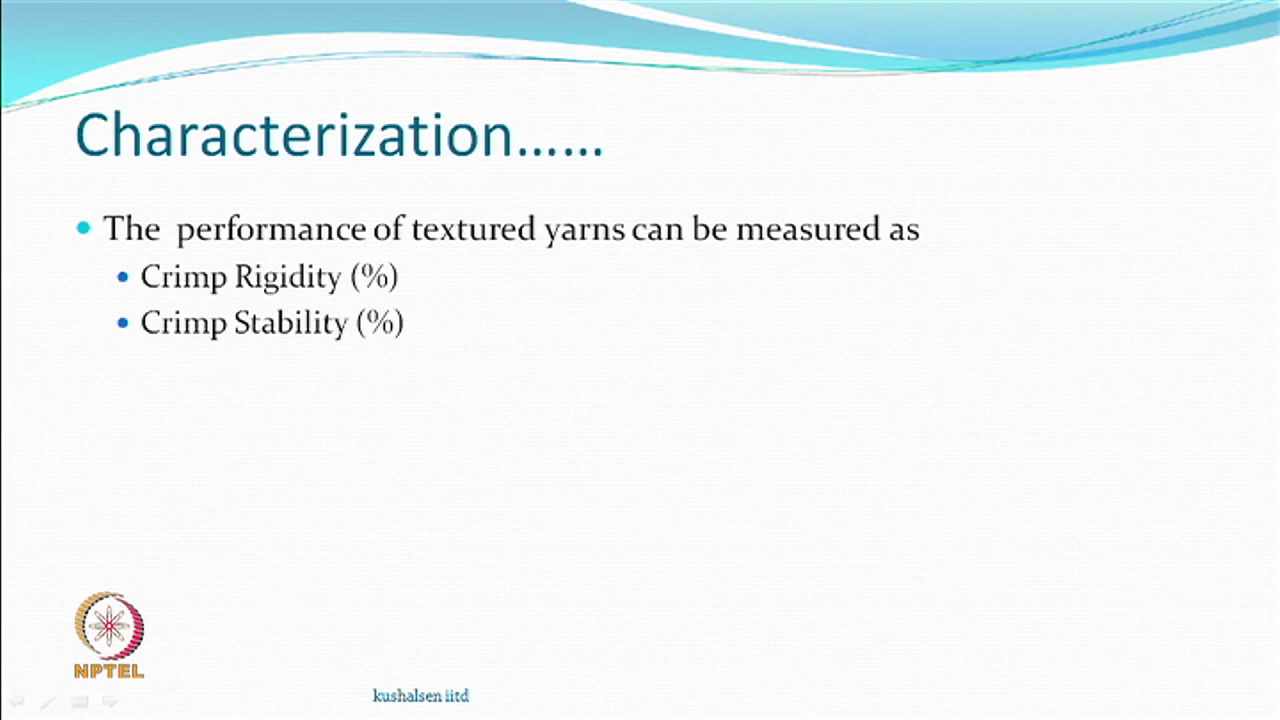 Characterization......
The performance of textured yarns can be measured as
Crimp Rigidity (%)
Crimp Stability (%)
NPTEL
kushalsen iitd